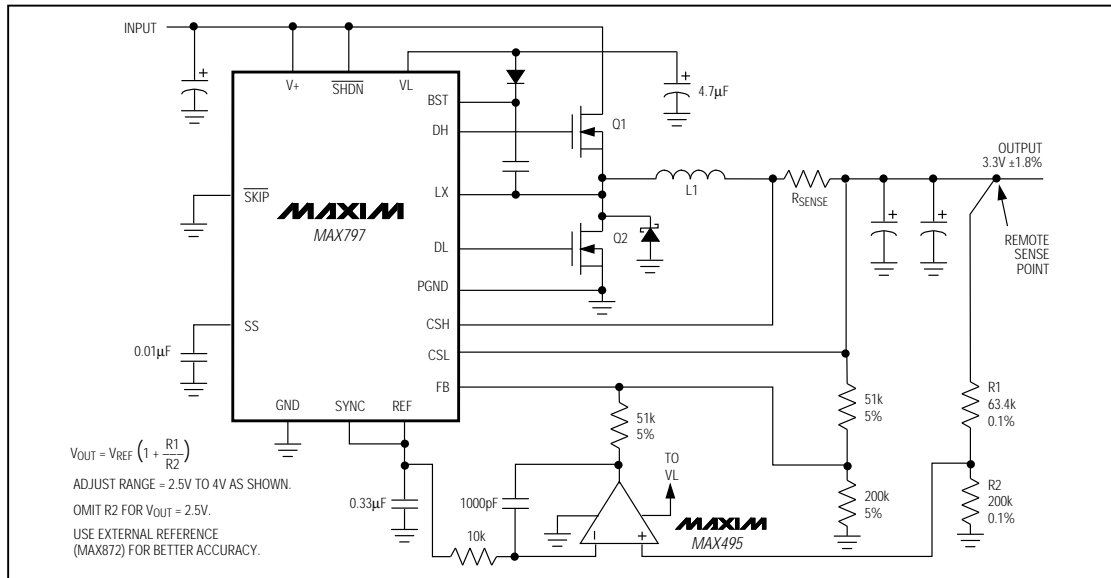 INPUT
V+
SHDN
VL
4.7µF
BST
DH
Q1
OUTPUT
3.3V ±1.8%
SKIP
LX
L1
RSENSE
MAXIM
MAX797
DL
Q2
REMOTE
SENSE
POINT
PGND
SS
CSH
0.01µF
CSL
FB
GND
SYNC
REF
51k
5%
51k
5%
R1
63.4k
0.1%
VOUT = VREF (1 + R1
R2)
ADJUST RANGE = 2.5V TO 4V AS SHOWN.
OMIT R2 FOR VOUT = 2.5V.
USE EXTERNAL REFERENCE
(MAX872) FOR BETTER ACCURACY.
0.33µF
1000pF
TO
VL
200k
5%
R2
200k
0.1%
10k
I
+
MAXIM
MAX495